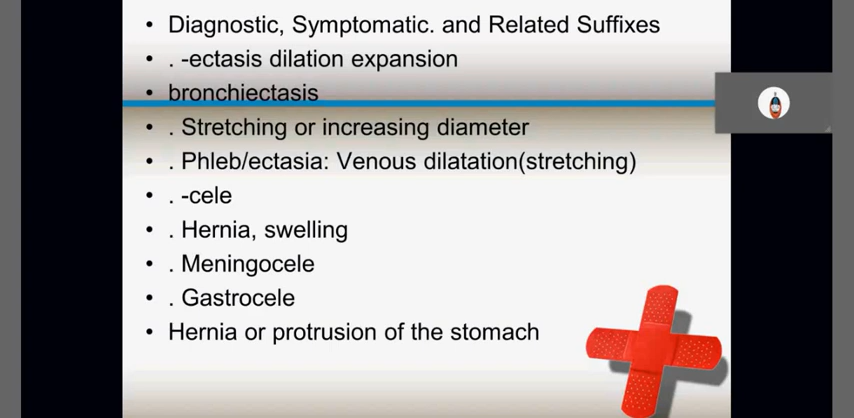 • Diagnostic, Symptomatic. and Related Suffixes
• . -ectasis dilation expansion
• bronchiectasis
• . Stretching or increasing diameter
• . Phleb/ectasia: Venous dilatation(stretching)
• . -cele
• . Hernia, swelling
• . Meningocele
• . Gastrocele
• Hernia or protrusion of the stomach